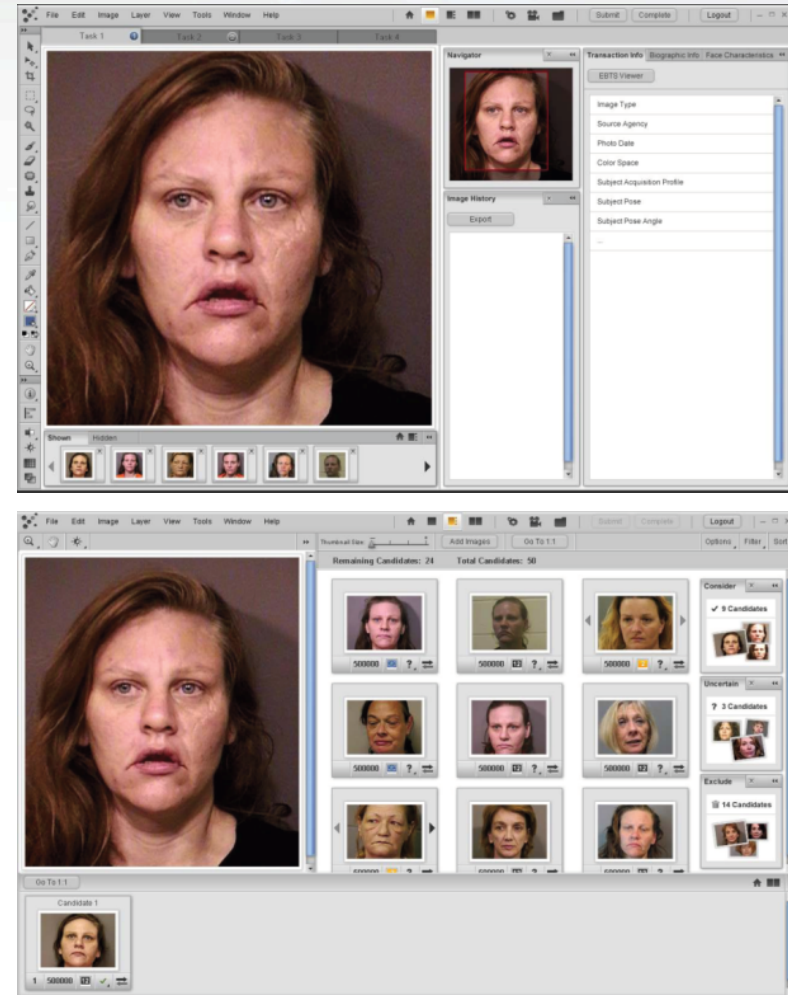 File Edit Image Layer View Tools Window Help Submit Complete Logout
Task 1 Task 2 Task 3 Task 4
Navigator
Transaction Info Biographic Info Face Characteristics
EBTS Viewer
Image Type
Source Agency
Photo Date
Color Space
Subject Acquisition Profile
Subject Pose
Subject Pose Angle
...
Image History
Export
Shown Hidden
File Edit Image Layer View Tools Window Help Submit Complete Logout
Thumbnail Size Add Images Go To 1:1 Options Filter Sort
Remaining Candidates: 24 Total Candidates: 50
Consider
9 Candidates
500000 ? 500000 ? 500000 2 ?
Uncertain
? 3 Candidates
500000 ? 500000 ? 500000 ?
Exclude
14 Candidates
500000 ? 500000 ? 500000 ?
Go To 1:1
Candidate 1
1 500000